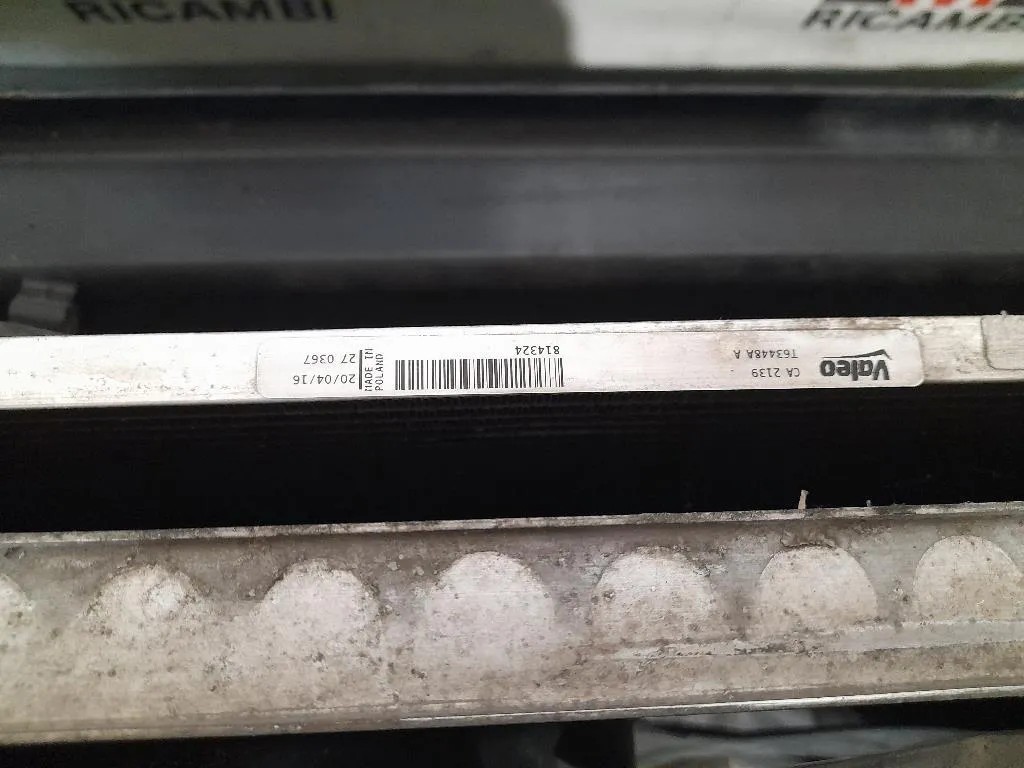 RICAMBI
RICAMBI
Valeo
CA 2139
T63448A A
814324
MADE IN
POLAND
20/04/16
27 0367